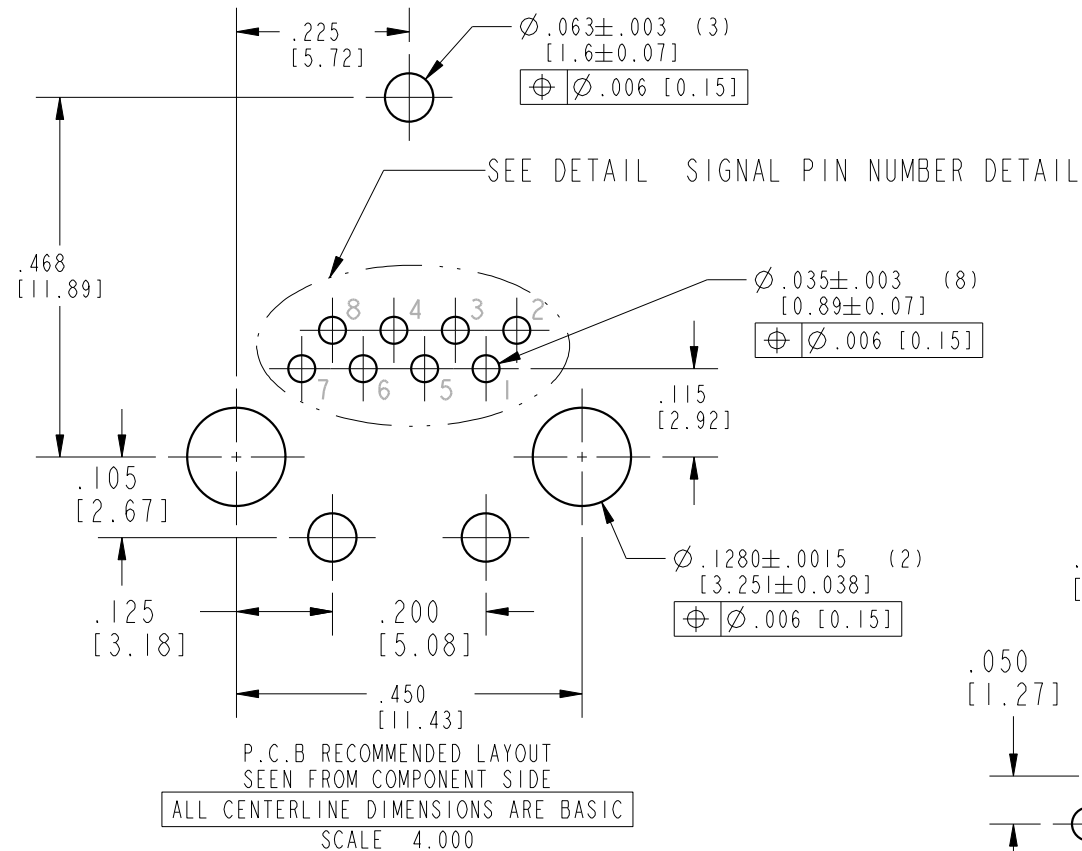 .225
[5.72]
Ø .063±.003 (3)
[1.6±0.07]
⌖ Ø .006 [0.15]
SEE DETAIL SIGNAL PIN NUMBER DETAIL
.468
[11.89]
Ø .035±.003 (8)
[0.89±0.07]
⌖ Ø .006 [0.15]
8 4 3 2
7 6 5 1
.115
[2.92]
.105
[2.67]
Ø .1280±.0015 (2)
[3.251±0.038]
⌖ Ø .006 [0.15]
.125
[3.18]
.200
[5.08]
.050
[1.27]
.450
[11.43]
P.C.B RECOMMENDED LAYOUT
SEEN FROM COMPONENT SIDE
ALL CENTERLINE DIMENSIONS ARE BASIC
SCALE 4.000